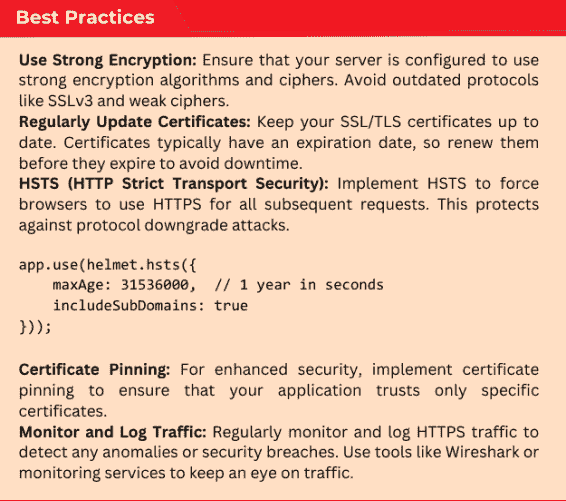 Best Practices
Use Strong Encryption: Ensure that your server is configured to use
strong encryption algorithms and ciphers. Avoid outdated protocols
like SSLv3 and weak ciphers.
Regularly Update Certificates: Keep your SSL/TLS certificates up to
date. Certificates typically have an expiration date, so renew them
before they expire to avoid downtime.
HSTS (HTTP Strict Transport Security): Implement HSTS to force
browsers to use HTTPS for all subsequent requests. This protects
against protocol downgrade attacks.
app.use(helmet.hsts({
    maxAge: 31536000,  // 1 year in seconds
    includeSubDomains: true
}));
Certificate Pinning: For enhanced security, implement certificate
pinning to ensure that your application trusts only specific
certificates.
Monitor and Log Traffic: Regularly monitor and log HTTPS traffic to
detect any anomalies or security breaches. Use tools like Wireshark or
monitoring services to keep an eye on traffic.